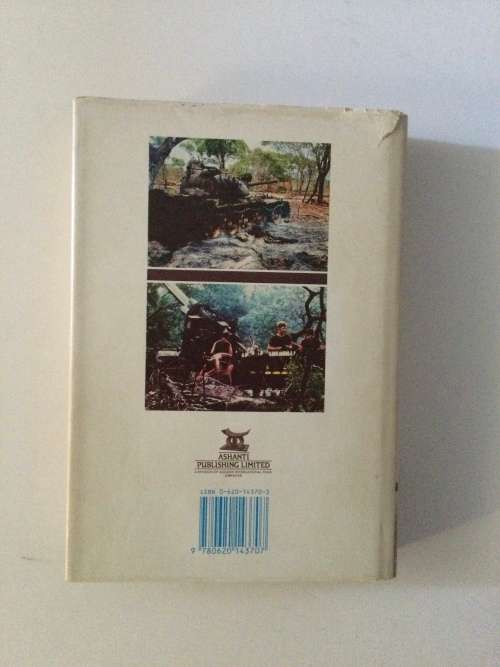 ASHANTI
PUBLISHING LIMITED
ISBN 0-620-14370-3
9 780620 143707